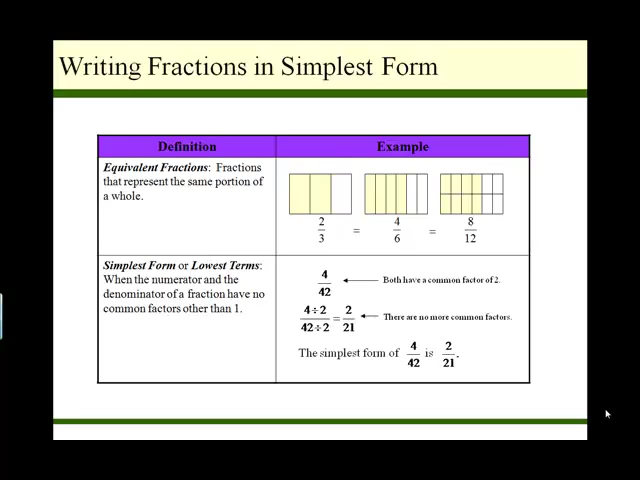 Writing Fractions in Simplest Form
Definition
Example
Equivalent Fractions: Fractions
that represent the same portion of
a whole.
2/3 = 4/6 = 8/12
Simplest Form or Lowest Terms:
When the numerator and the
denominator of a fraction have no
common factors other than 1.
4/42 Both have a common factor of 2.
4÷2/42÷2 = 2/21 There are no more common factors.
The simplest form of 4/42 is 2/21.